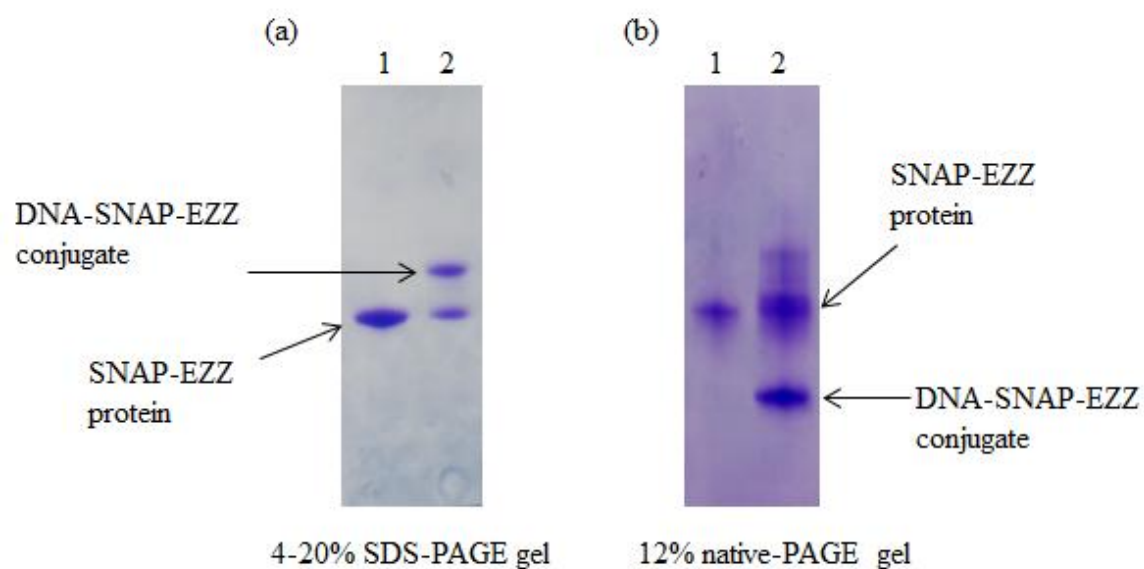 (a)
1 2
DNA-SNAP-EZZ
conjugate
SNAP-EZZ
protein
4-20% SDS-PAGE gel
(b)
1 2
SNAP-EZZ
protein
DNA-SNAP-EZZ
conjugate
12% native-PAGE gel